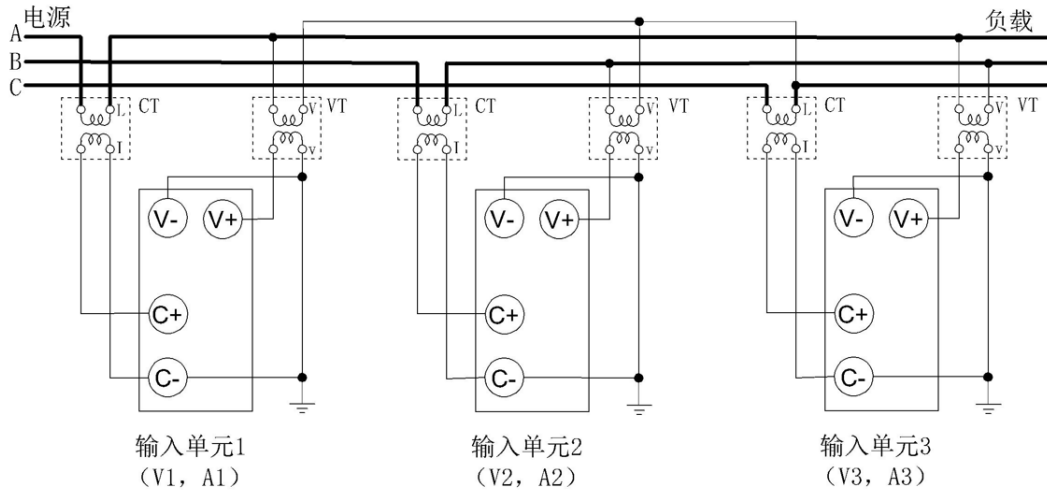 电源
负载
A
B
C
L
CT
V
VT
L
CT
V
VT
L
CT
V
VT
I
v
I
v
I
v
V-
V+
V-
V+
V-
V+
C+
C+
C+
C-
C-
C-
输入单元1
（V1，A1）
输入单元2
（V2，A2）
输入单元3
（V3，A3）